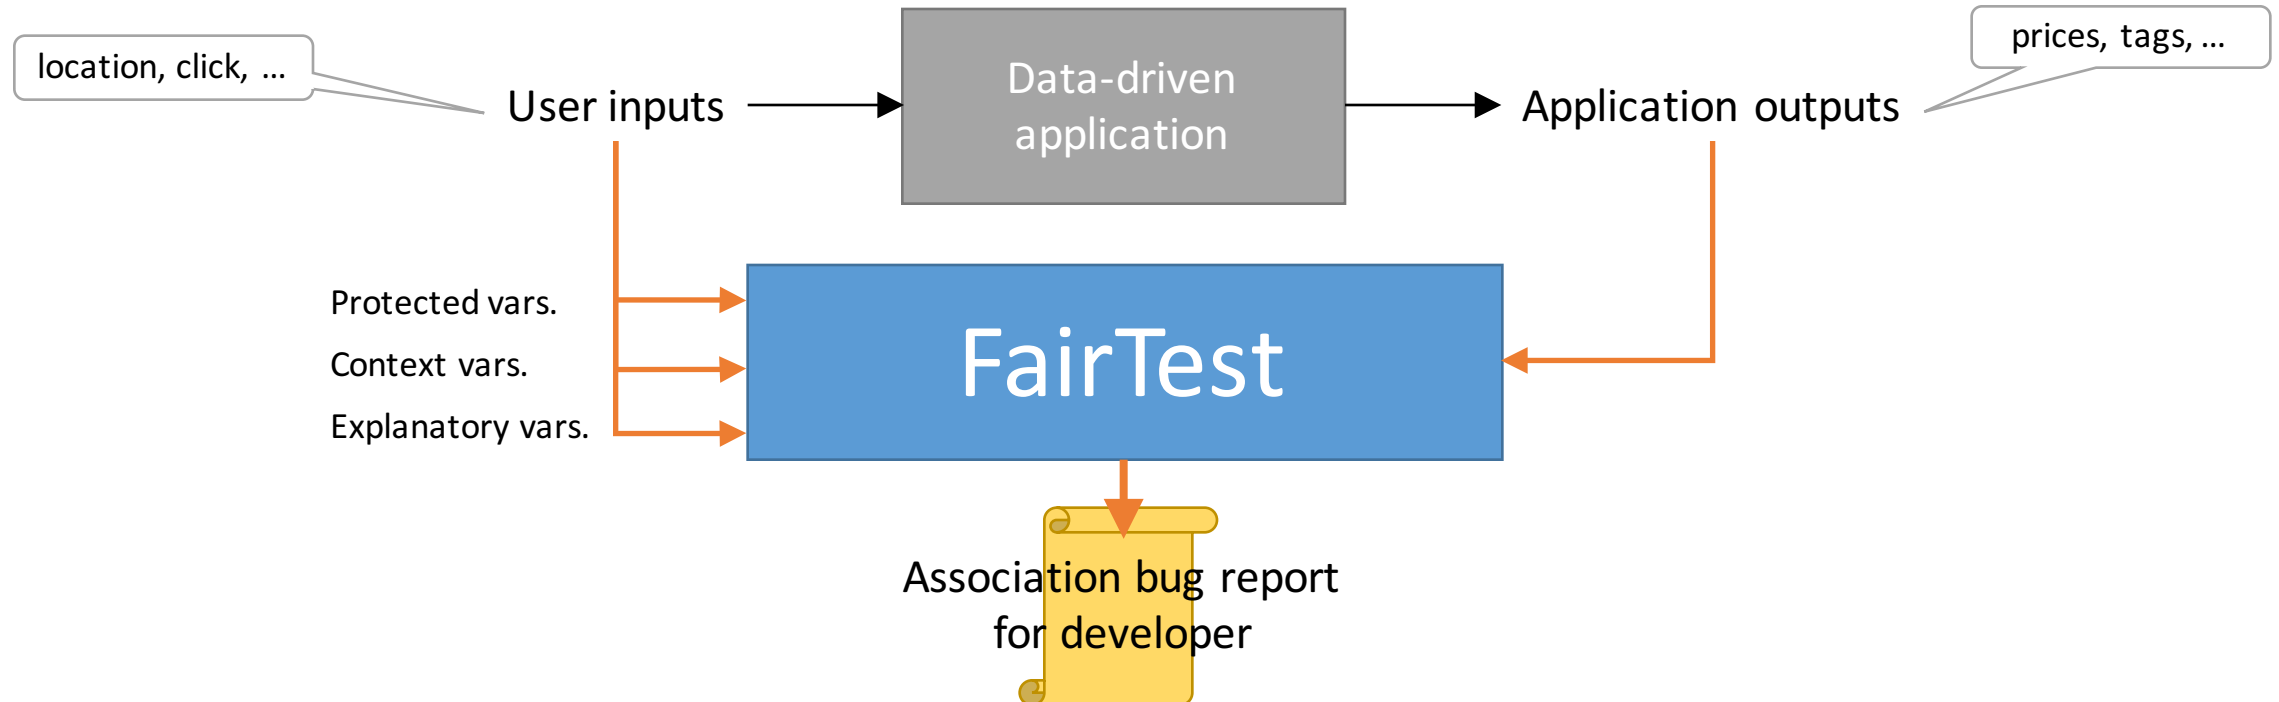 location, click, ...
prices, tags, ...
User inputs
Data-driven
application
Application outputs
Protected vars.
Context vars.
Explanatory vars.
FairTest
Association bug report
for developer